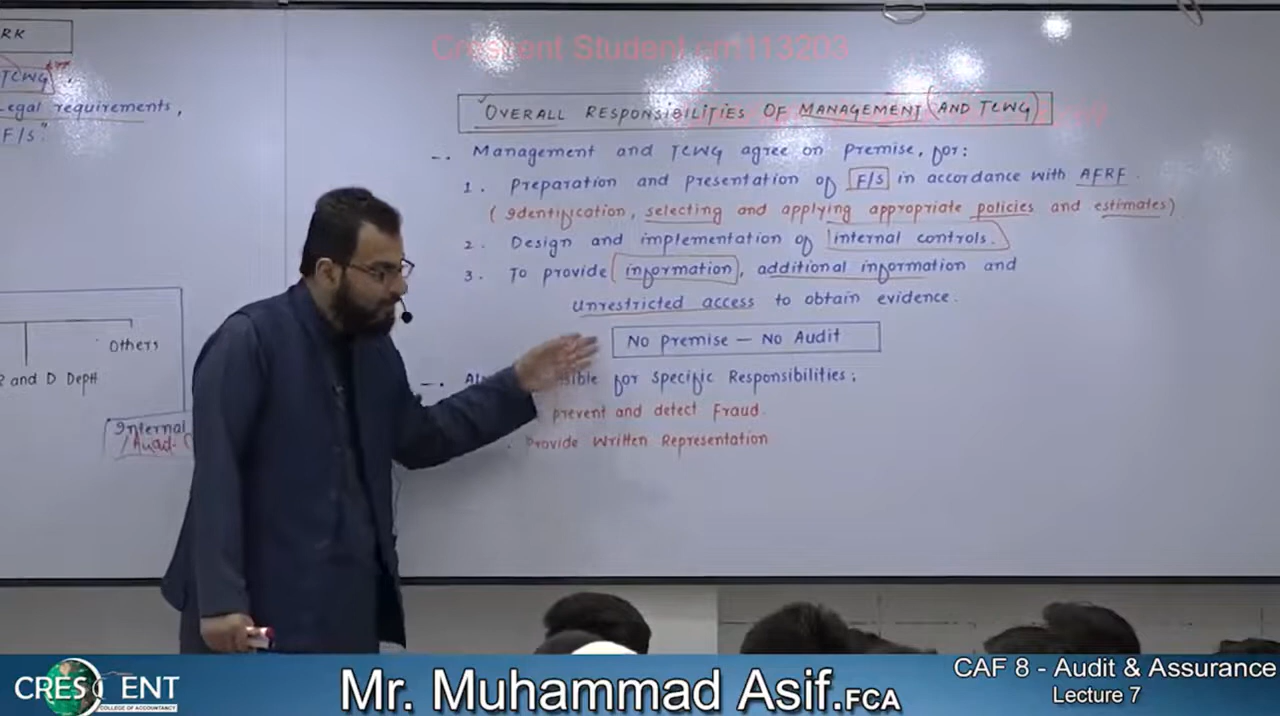 RK
TCWG
Legal requirements,
F/s"
Others
R and D Deptt
Internal
Crescent Student crn113203
OVERALL RESPONSIBILITIES OF MANAGEMENT (AND TCWG)
-. Management and TCWG agree on premise, for:
1. Preparation and presentation of F/S in accordance with AFRF.
(Identification, selecting and applying appropriate policies and estimates)
2. Design and implementation of internal controls.
3. To provide information, additional information and
unrestricted access to obtain evidence.
No Premise – No Audit
for Specific Responsibilities;
prevent and detect Fraud.
Provide Written Representation
CRESCENT
COLLEGE OF ACCOUNTANCY
Mr. Muhammad Asif.FCA
CAF 8 - Audit & Assurance
Lecture 7